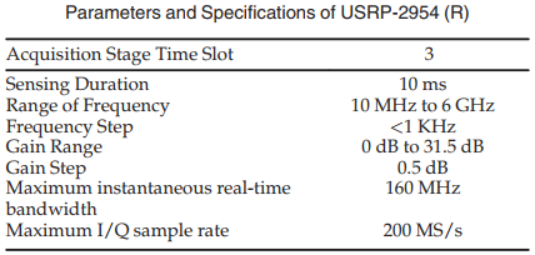 Parameters and Specifications of USRP-2954 (R)
Acquisition Stage Time Slot 3
Sensing Duration 10 ms
Range of Frequency 10 MHz to 6 GHz
Frequency Step <1 KHz
Gain Range 0 dB to 31.5 dB
Gain Step 0.5 dB
Maximum instantaneous real-time 160 MHz
bandwidth
Maximum I/Q sample rate 200 MS/s